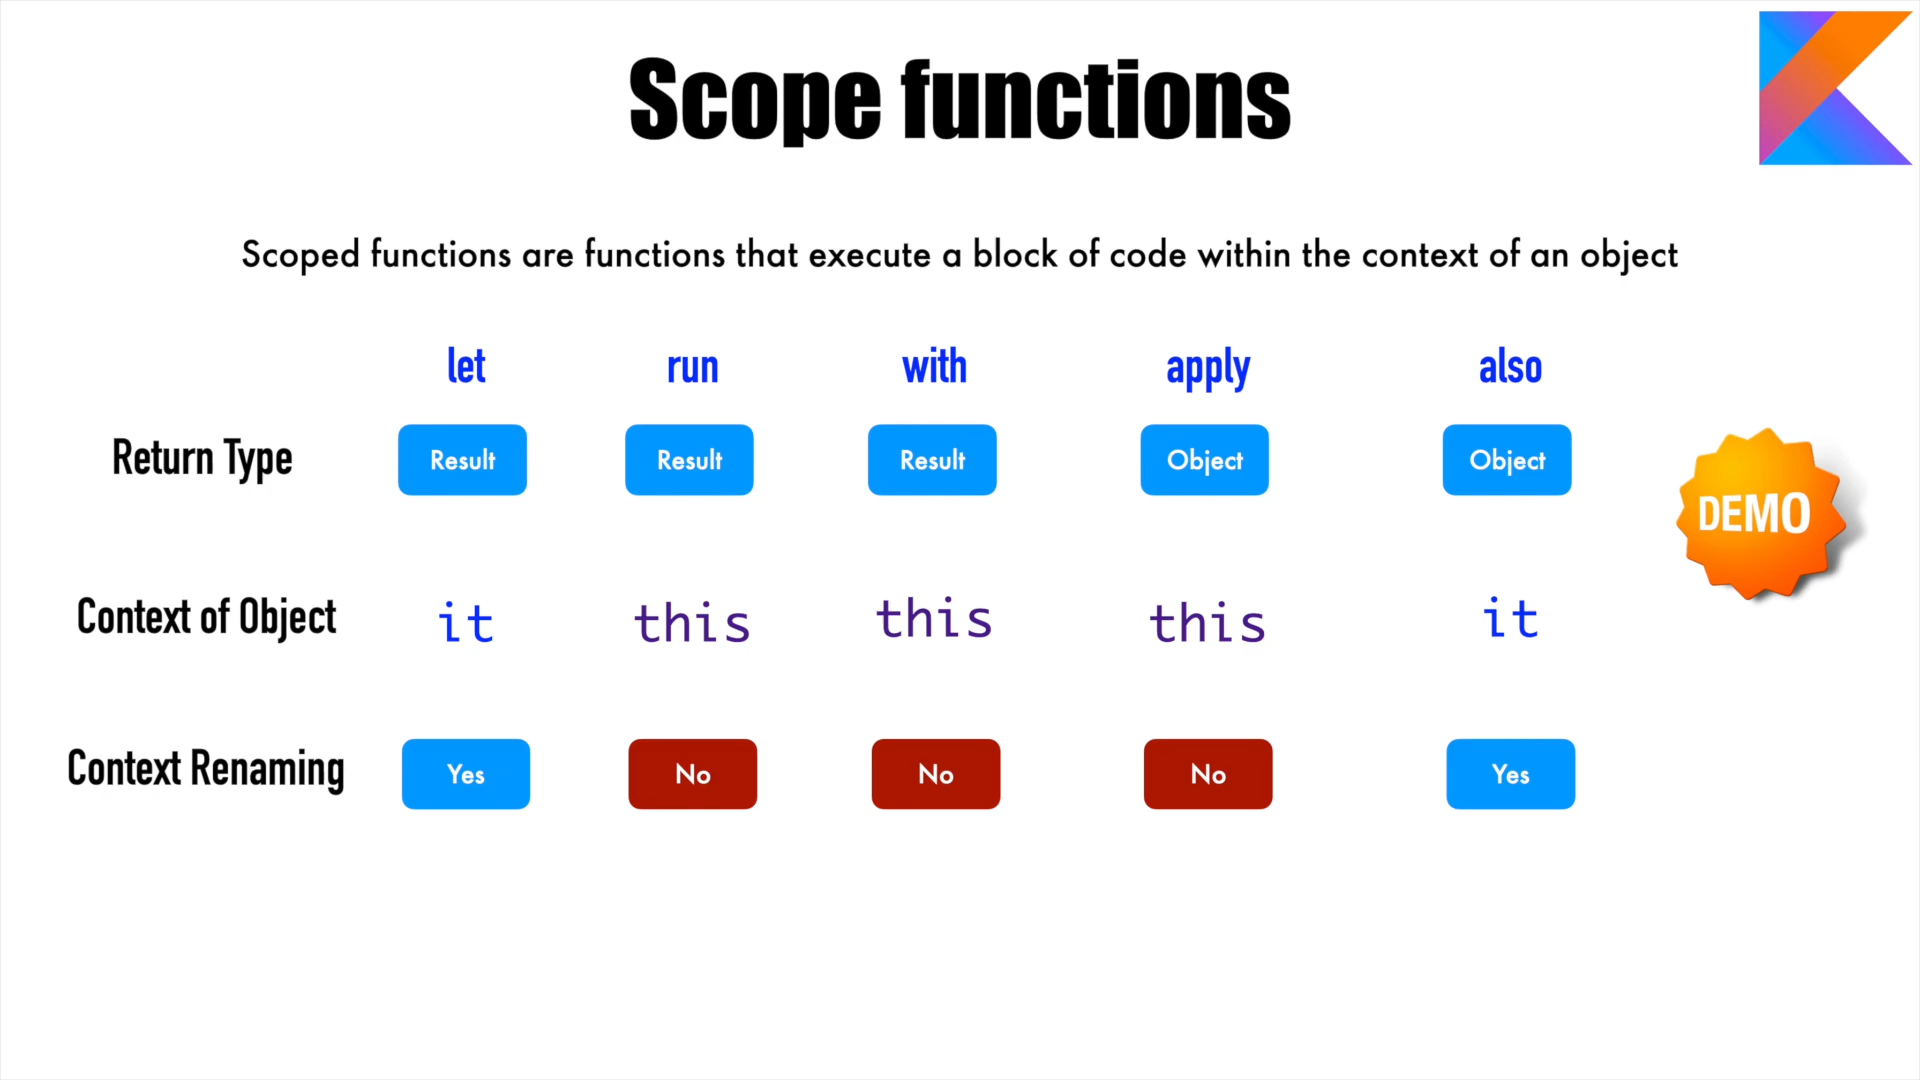 Scope functions
Scoped functions are functions that execute a block of code within the context of an object
let run with apply also
Return Type Result Result Result Object Object
DEMO
Context of Object it this this this it
Context Renaming Yes No No No Yes